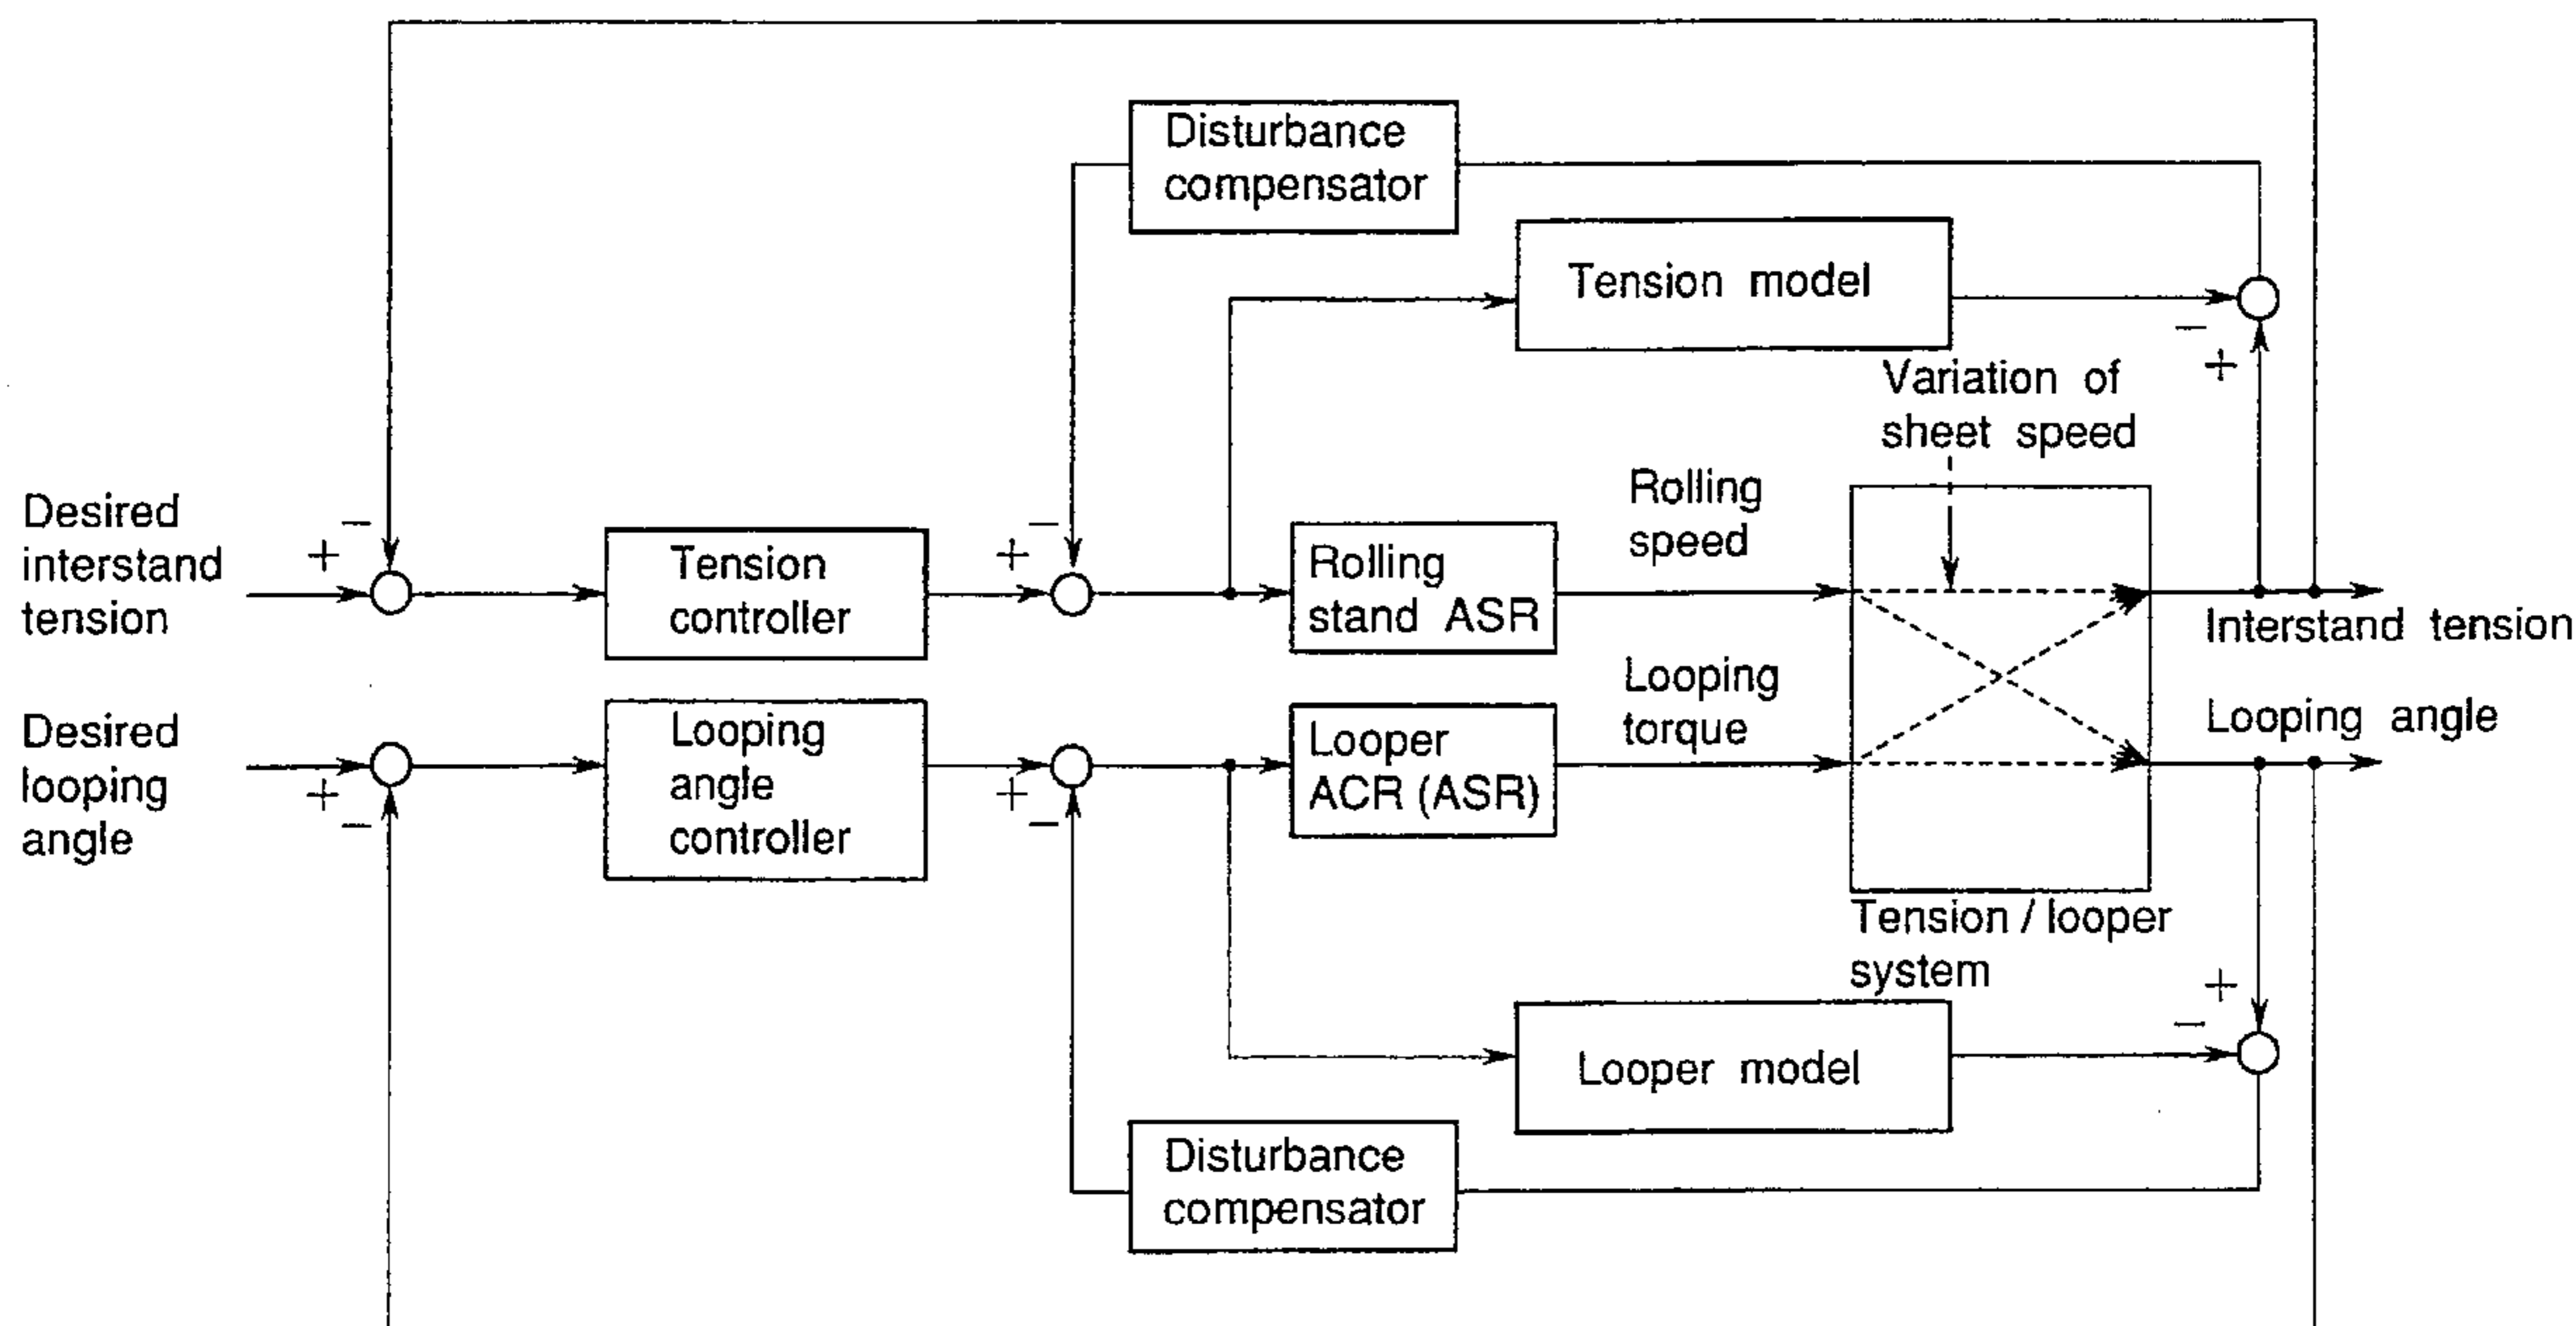 Disturbance
compensator
Tension model
Variation of
sheet speed
Desired
interstand
tension
+
−
Tension
controller
+
−
Rolling
stand ASR
Rolling
speed
−
+
Interstand tension
Desired
looping
angle
+
−
Looping
angle
controller
+
−
Looper
ACR (ASR)
Looping
torque
Looping angle
Tension / looper
system
+
−
Looper model
Disturbance
compensator